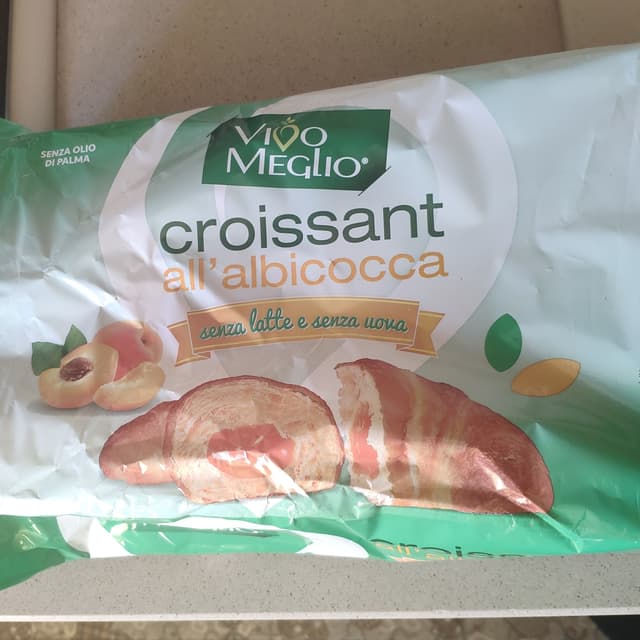 SENZA OLIO
DI PALMA
VIVO
MEGLIO®
croissant
all'albicocca
senza latte e senza uova